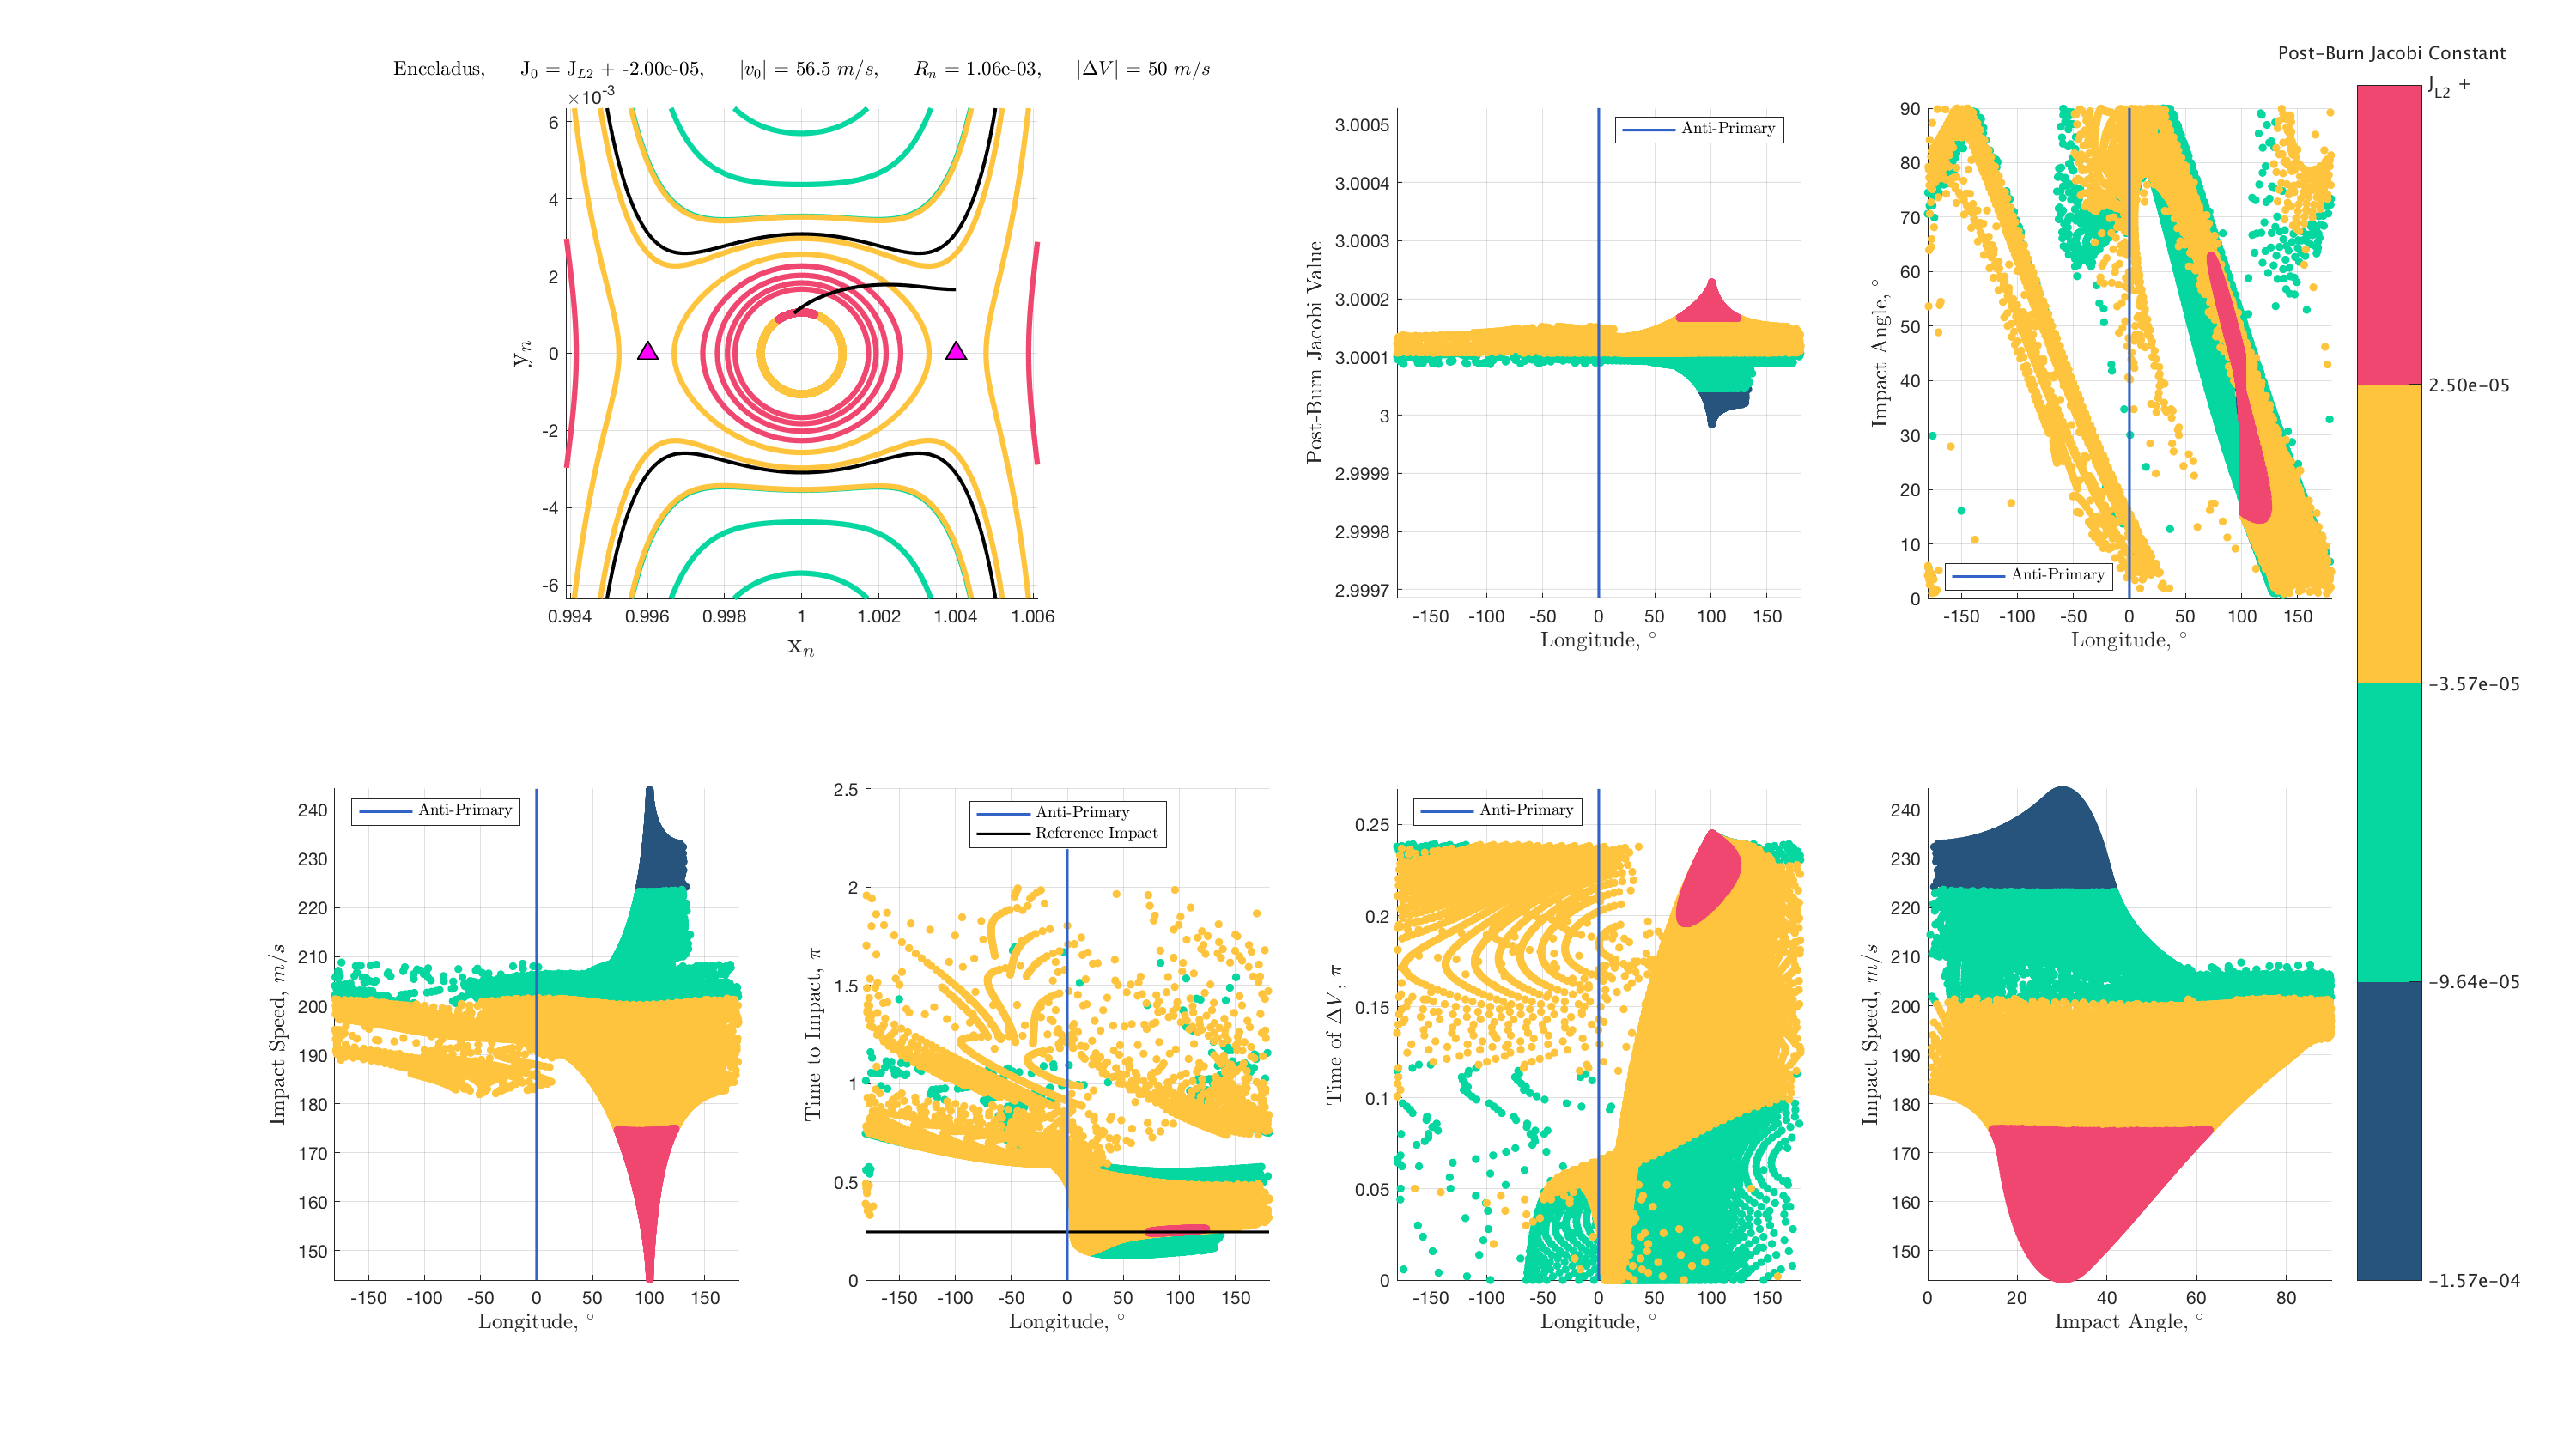 Post-Burn Jacobi Constant
Enceladus, J0 = JL2 + -2.00e-05, |v0| = 56.5 m/s, Rn = 1.06e-03, |ΔV| = 50 m/s
×10-3
6
4
2
0
-2
-4
-6
yn
0.994 0.996 0.998 1 1.002 1.004 1.006
xn
Anti-Primary
3.0005
3.0004
3.0003
3.0002
3.0001
3
2.9999
2.9998
2.9997
Post-Burn Jacobi Value
-150 -100 -50 0 50 100 150
Longitude, °
90
80
70
60
50
40
30
20
10
0
Impact Angle, °
Anti-Primary
-150 -100 -50 0 50 100 150
Longitude, °
JL2 +
2.50e-05
-3.57e-05
-9.64e-05
-1.57e-04
Anti-Primary
240
230
220
210
200
190
180
170
160
150
Impact Speed, m/s
-150 -100 -50 0 50 100 150
Longitude, °
Anti-Primary
Reference Impact
2.5
2
1.5
1
0.5
0
Time to Impact, π
-150 -100 -50 0 50 100 150
Longitude, °
Anti-Primary
0.25
0.2
0.15
0.1
0.05
0
Time of ΔV, π
-150 -100 -50 0 50 100 150
Longitude, °
240
230
220
210
200
190
180
170
160
150
Impact Speed, m/s
0 20 40 60 80
Impact Angle, °